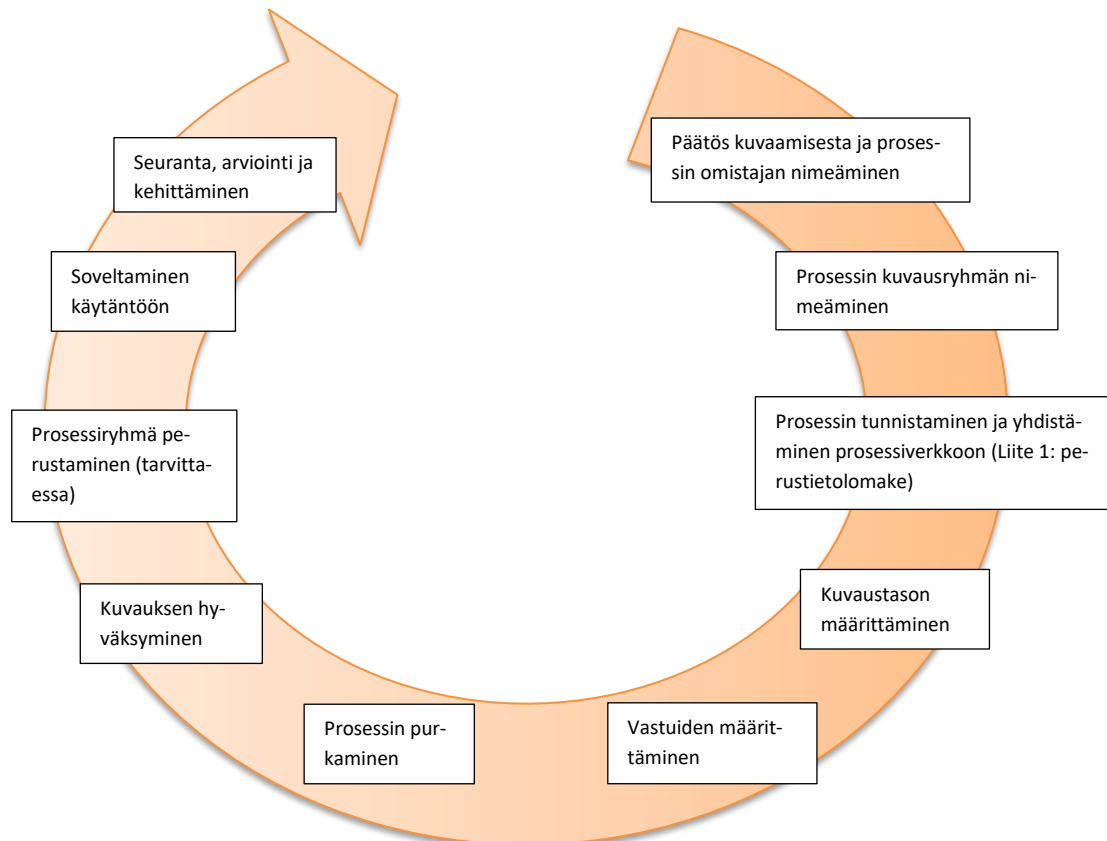 Päätös kuvaamisesta ja proses-
sin omistajan nimeäminen
Prosessin kuvausryhmän ni-
meäminen
Prosessin tunnistaminen ja yhdistä-
minen prosessiverkkoon (Liite 1: pe-
rustietolomake)
Kuvaustason
määrittäminen
Vastuiden määrit-
täminen
Prosessin pur-
kaminen
Kuvauksen hy-
väksyminen
Prosessiryhmä pe-
rustaminen (tarvitta-
essa)
Soveltaminen
käytäntöön
Seuranta, arviointi ja
kehittäminen